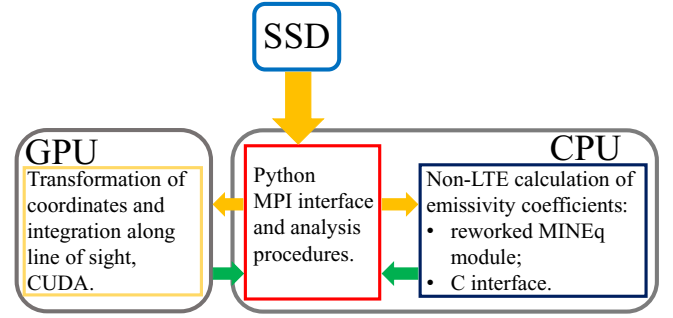 SSD
GPU
Transformation of
coordinates and
integration along
line of sight,
CUDA.
Python
MPI interface
and analysis
procedures.
CPU
Non-LTE calculation of
emissivity coefficients:
• reworked MINEq
module;
• C interface.